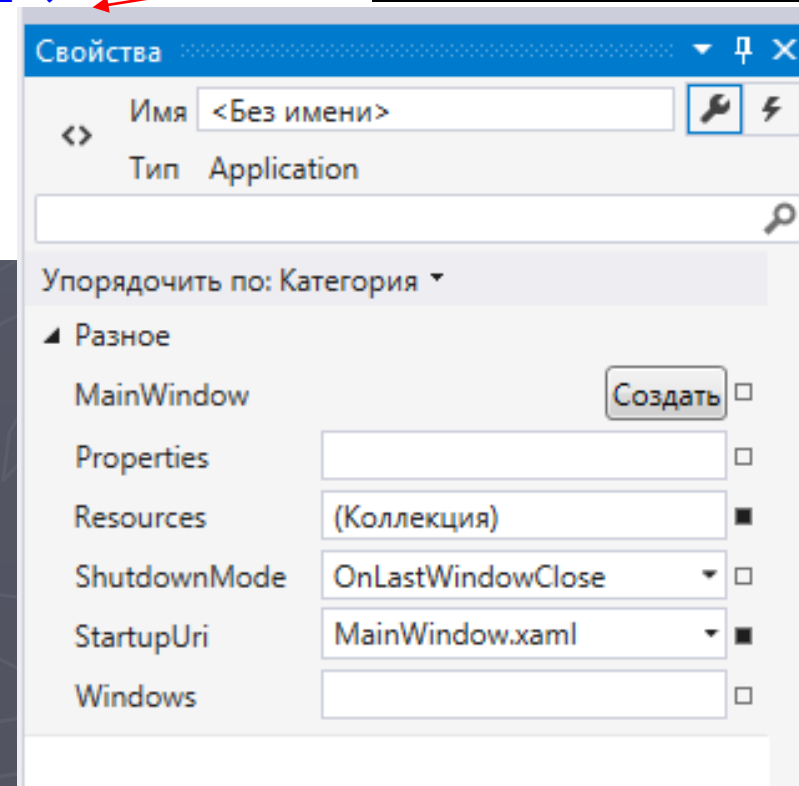 Свойства
Имя <Без имени>
Тип Application
Упорядочить по: Категория
Разное
MainWindow Создать
Properties
Resources (Коллекция)
ShutdownMode OnLastWindowClose
StartupUri MainWindow.xaml
Windows